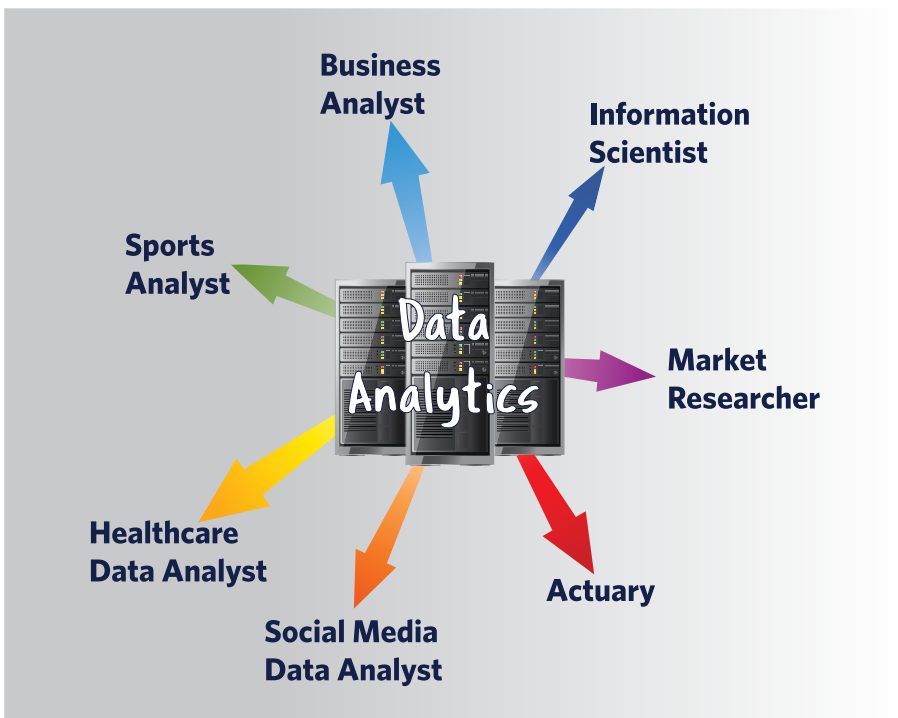 Business
Analyst
Information
Scientist
Sports
Analyst
Data
Analytics
Market
Researcher
Healthcare
Data Analyst
Actuary
Social Media
Data Analyst